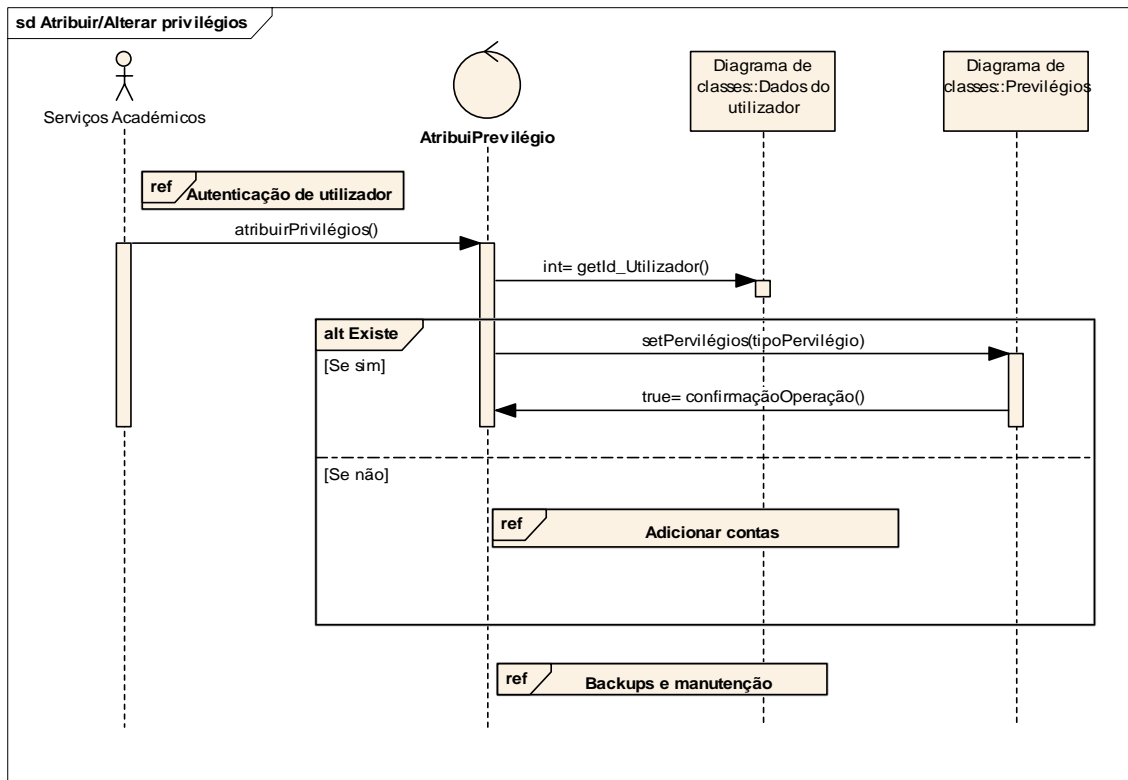 sd Atribuir/Alterar privilégios
Serviços Académicos
AtribuiPrevilégio
Diagrama de
classes::Dados do
utilizador
Diagrama de
classes::Previlégios
ref
Autenticação de utilizador
atribuirPrivilégios()
int= getId_Utilizador()
alt Existe
[Se sim]
setPervilégios(tipoPervilégio)
true= confirmaçãoOperação()
[Se não]
ref
Adicionar contas
ref
Backups e manutenção